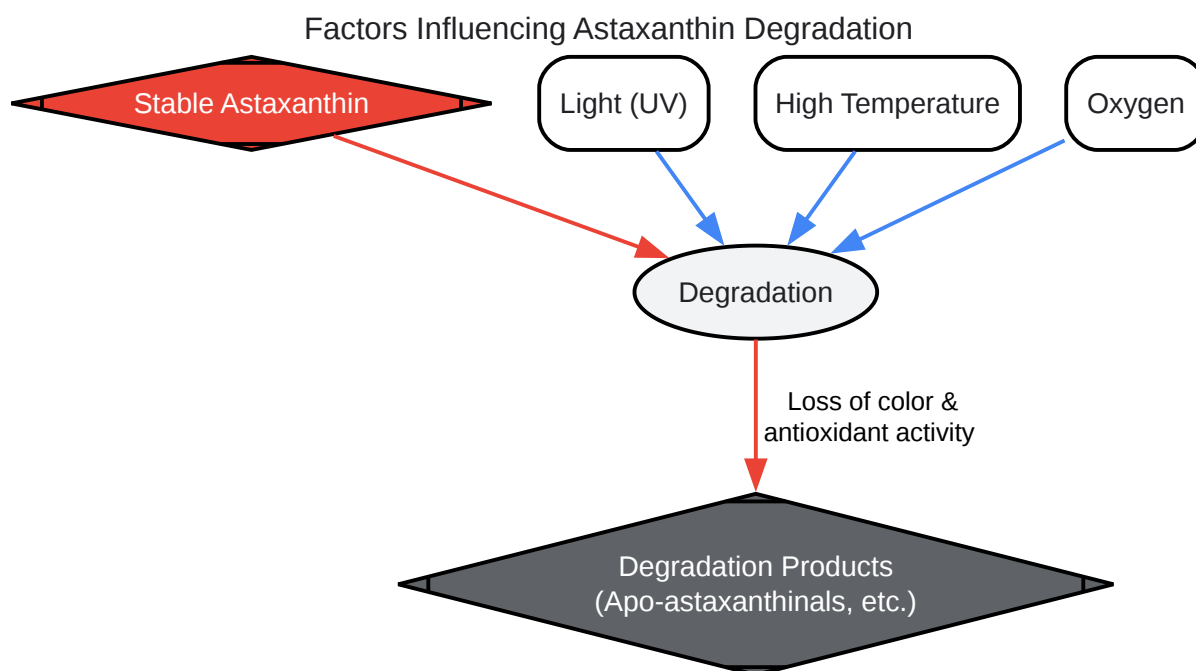 Factors Influencing Astaxanthin Degradation
Stable Astaxanthin
Light (UV)
High Temperature
Oxygen
Degradation
Loss of color &
antioxidant activity
Degradation Products
(Apo-astaxanthinals, etc.)